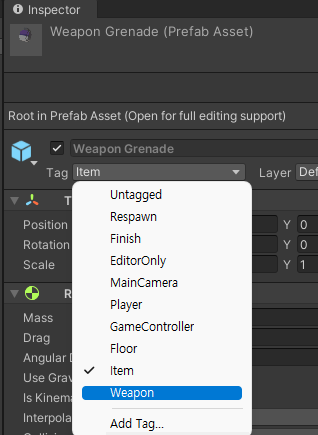 Inspector
Weapon Grenade (Prefab Asset)
Root in Prefab Asset (Open for full editing support)
Weapon Grenade
Tag Item Layer Def
Untagged
Respawn
Position Y 0
Finish
Rotation Y 0
EditorOnly
Scale Y 1
MainCamera
Player
Mass
GameController
Drag
Floor
Angular D
Item
Use Grav
Weapon
Is Kinema
Interpola
Add Tag...